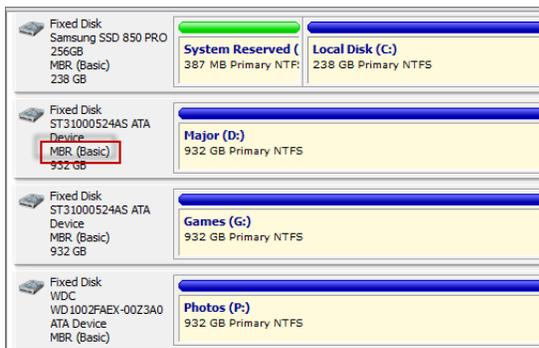 Fixed Disk
Samsung SSD 850 PRO
256GB
MBR (Basic)
238 GB
System Reserved (
387 MB Primary NTF
Local Disk (C:)
238 GB Primary NTFS
Fixed Disk
ST31000524AS ATA
Device
MBR (Basic)
932 GB
Major (D:)
932 GB Primary NTFS
Fixed Disk
ST31000524AS ATA
Device
MBR (Basic)
932 GB
Games (G:)
932 GB Primary NTFS
Fixed Disk
WDC
WD1002FAEX-00Z3A0
ATA Device
MBR (Basic)
Photos (P:)
932 GB Primary NTFS